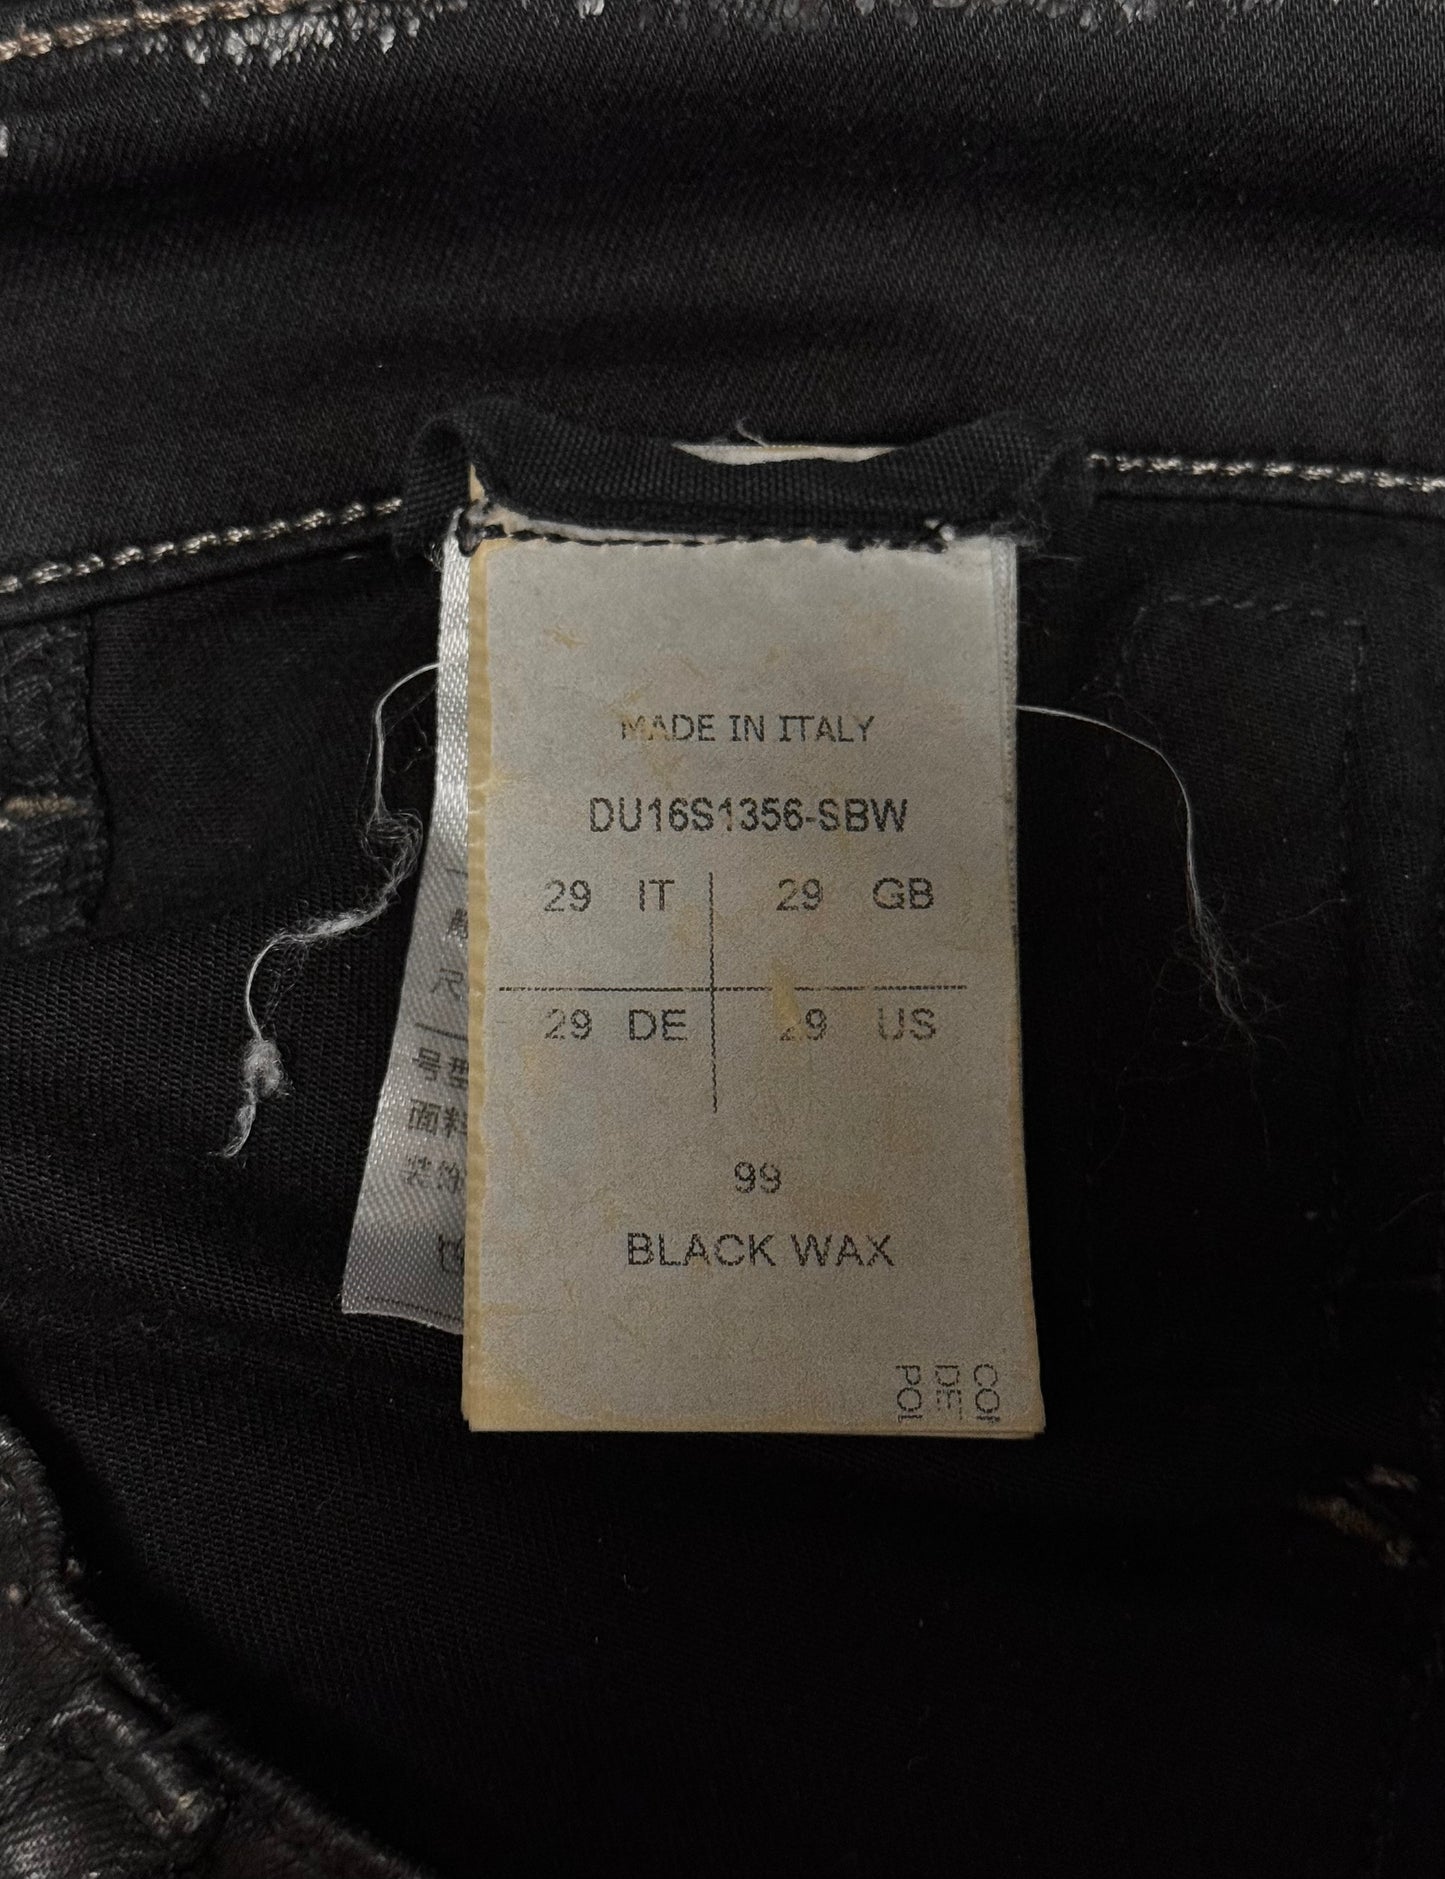 MADE IN ITALY
DU16S1356-SBW
29 IT 29 GB
29 DE 29 US
99
BLACK WAX
尺
号型
面料
装饰